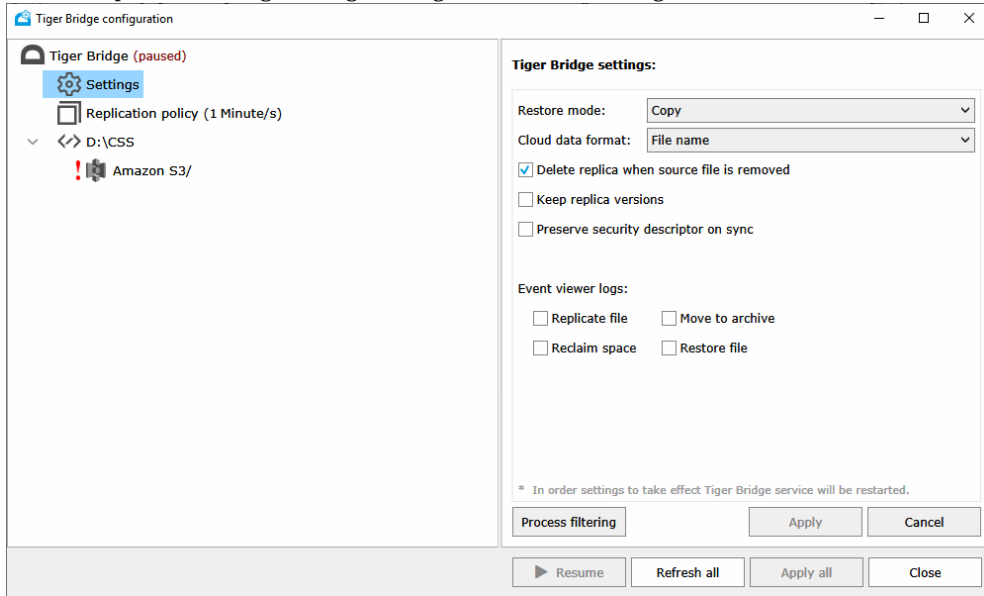 Tiger Bridge configuration
Tiger Bridge (paused)
Settings
Replication policy (1 Minute/s)
D:\CSS
Amazon S3/
Tiger Bridge settings:
Restore mode: Copy
Cloud data format: File name
Delete replica when source file is removed
Keep replica versions
Preserve security descriptor on sync
Event viewer logs:
Replicate file Move to archive
Reclaim space Restore file
* In order settings to take effect Tiger Bridge service will be restarted.
Process filtering Apply Cancel
Resume Refresh all Apply all Close